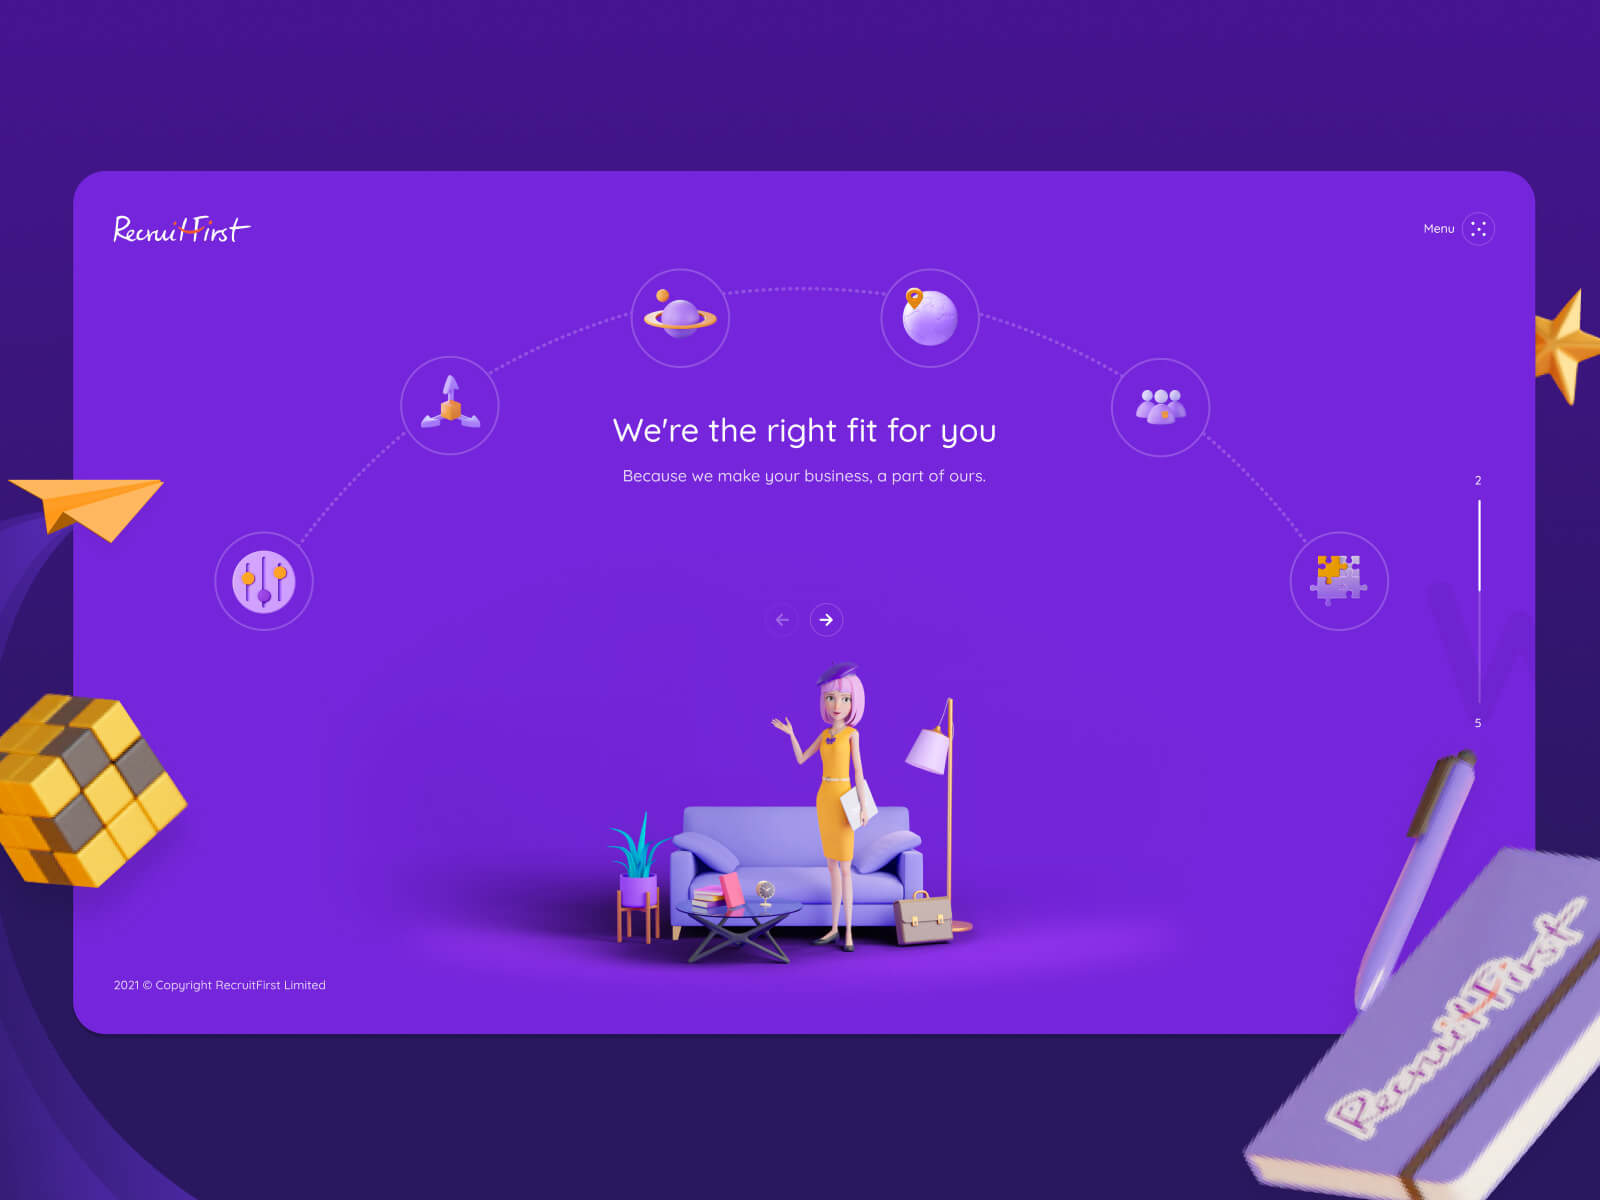 RecruitFirst
Menu
We're the right fit for you
Because we make your business, a part of ours.
2
5
2021 © Copyright RecruitFirst Limited
RecruitFirst